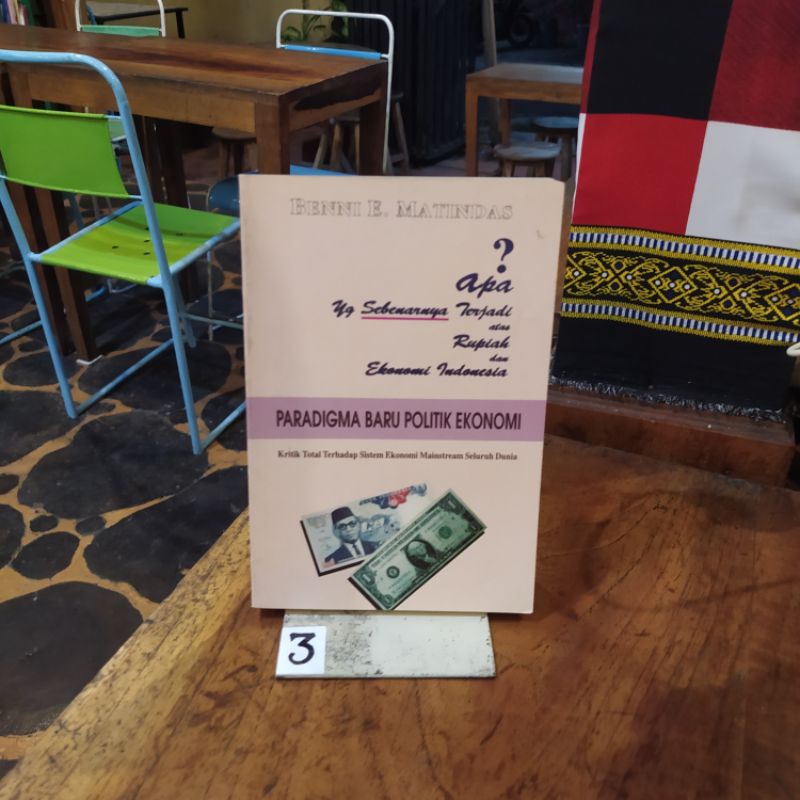 BENNI E. MATINDAS
?
apa
Yg Sebenarnya Terjadi
atas
Rupiah
dan
Ekonomi Indonesia
PARADIGMA BARU POLITIK EKONOMI
Kritik Total Terhadap Sistem Ekonomi Mainstream Seluruh Dunia
3